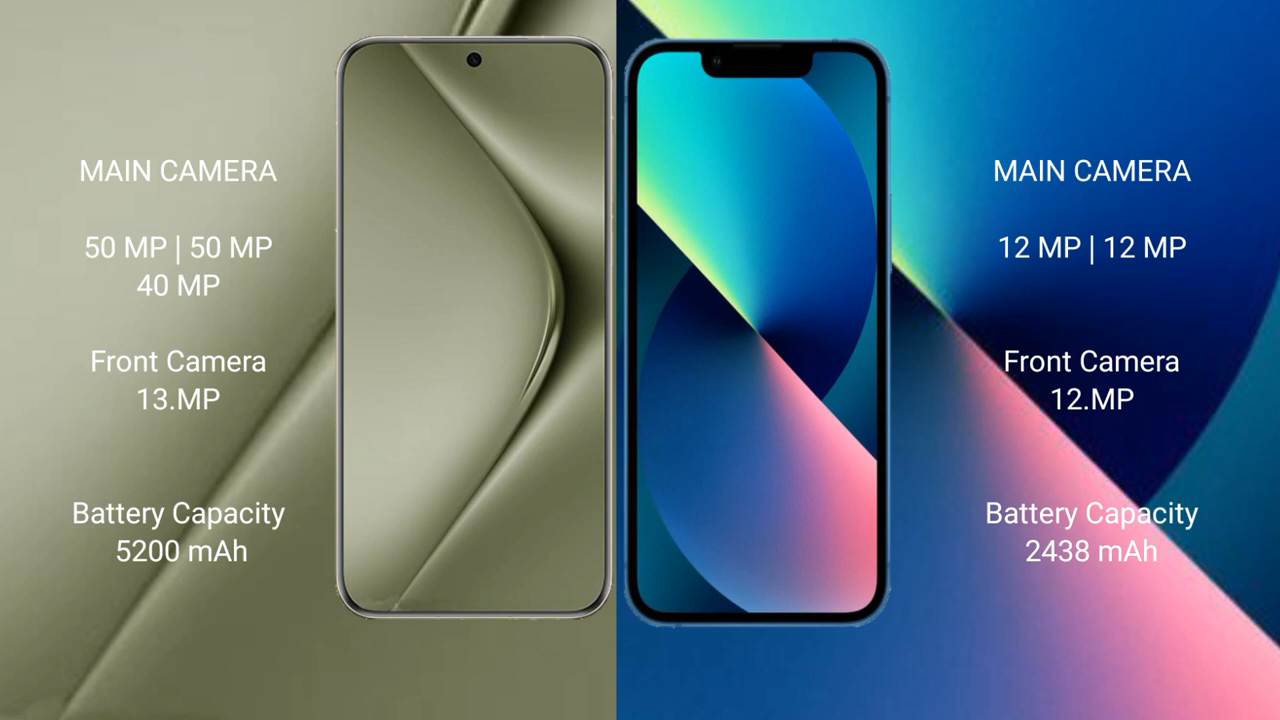 MAIN CAMERA
50 MP | 50 MP
40 MP
Front Camera
13.MP
Battery Capacity
5200 mAh
MAIN CAMERA
12 MP | 12 MP
Front Camera
12.MP
Battery Capacity
2438 mAh